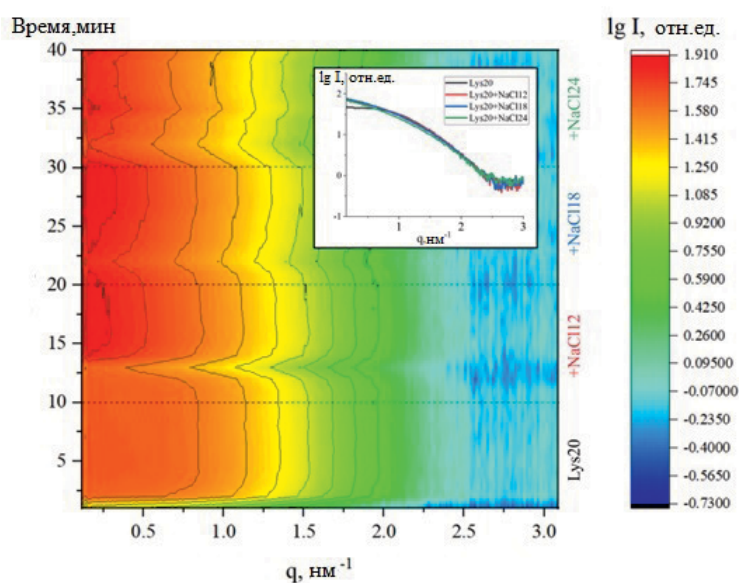 Время,мин
lg I, отн.ед.
40
35
30
25
20
15
10
5
0.5
1.0
1.5
2.0
2.5
3.0
q, нм⁻¹
lg I, отн.ед.
2
1
0
-1
1
2
3
q,нм⁻¹
Lys20
Lys20+NaCl12
Lys20+NaCl18
Lys20+NaCl24
+NaCl24
+NaCl18
+NaCl12
Lys20
1.910
1.745
1.580
1.415
1.250
1.085
0.9200
0.7550
0.5900
0.4250
0.2600
0.09500
-0.07000
-0.2350
-0.4000
-0.5650
-0.7300